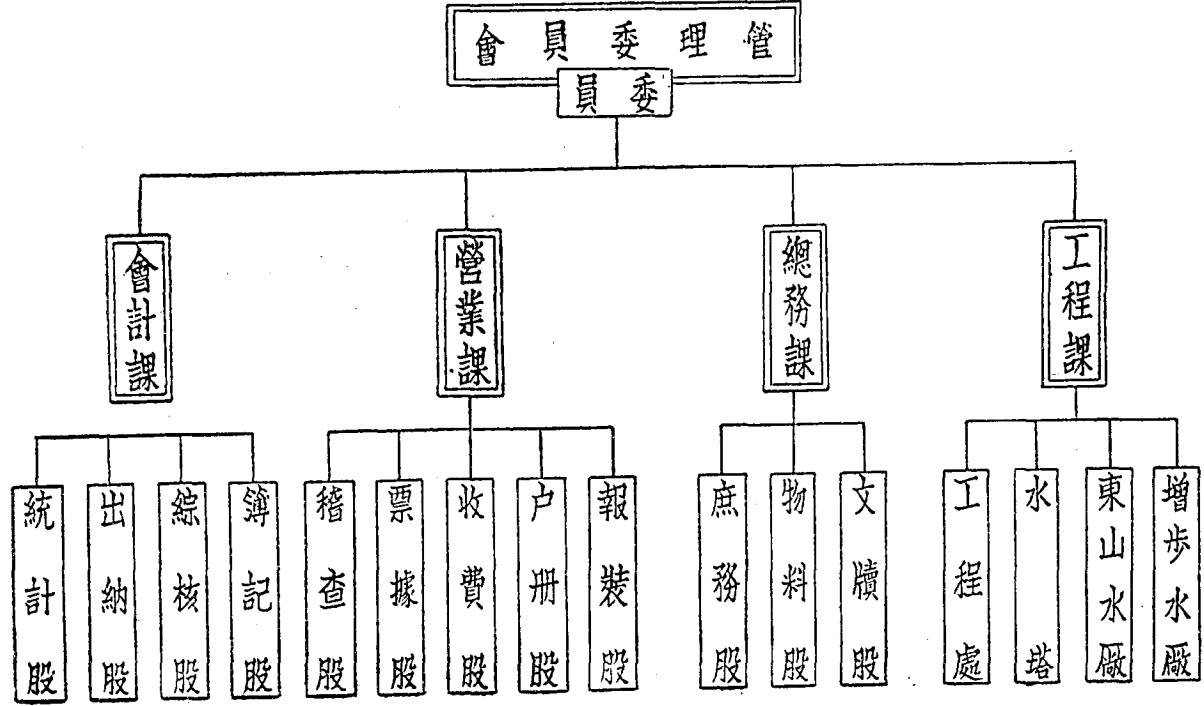 管理委員會
委員
工程課
總務課
營業課
會計課
增步水廠
東山水廠
水塔
工程處
文牘股
物料股
庶務股
報裝股
户册股
收費股
票據股
稽查股
簿記股
綜核股
出納股
統計股